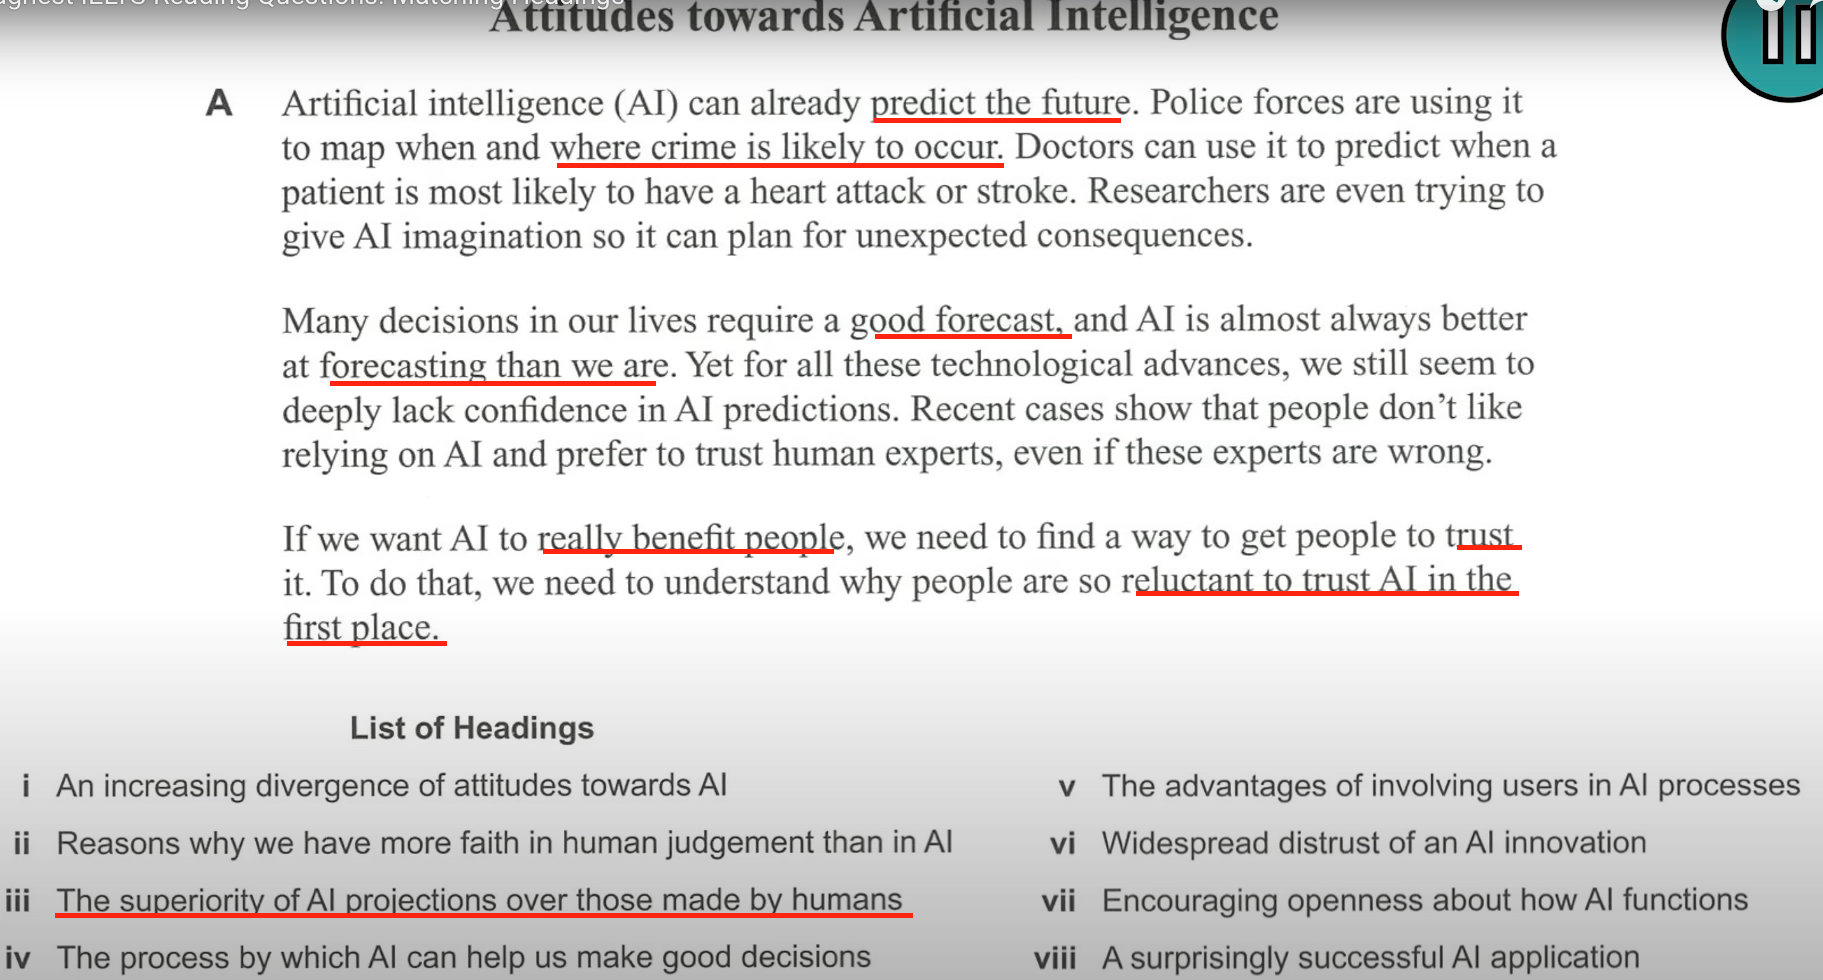 IELTS Reading Questions: Matching Headings
Attitudes towards Artificial Intelligence
A Artificial intelligence (AI) can already predict the future. Police forces are using it
to map when and where crime is likely to occur. Doctors can use it to predict when a
patient is most likely to have a heart attack or stroke. Researchers are even trying to
give AI imagination so it can plan for unexpected consequences.
Many decisions in our lives require a good forecast, and AI is almost always better
at forecasting than we are. Yet for all these technological advances, we still seem to
deeply lack confidence in AI predictions. Recent cases show that people don’t like
relying on AI and prefer to trust human experts, even if these experts are wrong.
If we want AI to really benefit people, we need to find a way to get people to trust
it. To do that, we need to understand why people are so reluctant to trust AI in the
first place.
List of Headings
i An increasing divergence of attitudes towards AI
ii Reasons why we have more faith in human judgement than in AI
iii The superiority of AI projections over those made by humans
iv The process by which AI can help us make good decisions
v The advantages of involving users in AI processes
vi Widespread distrust of an AI innovation
vii Encouraging openness about how AI functions
viii A surprisingly successful AI application